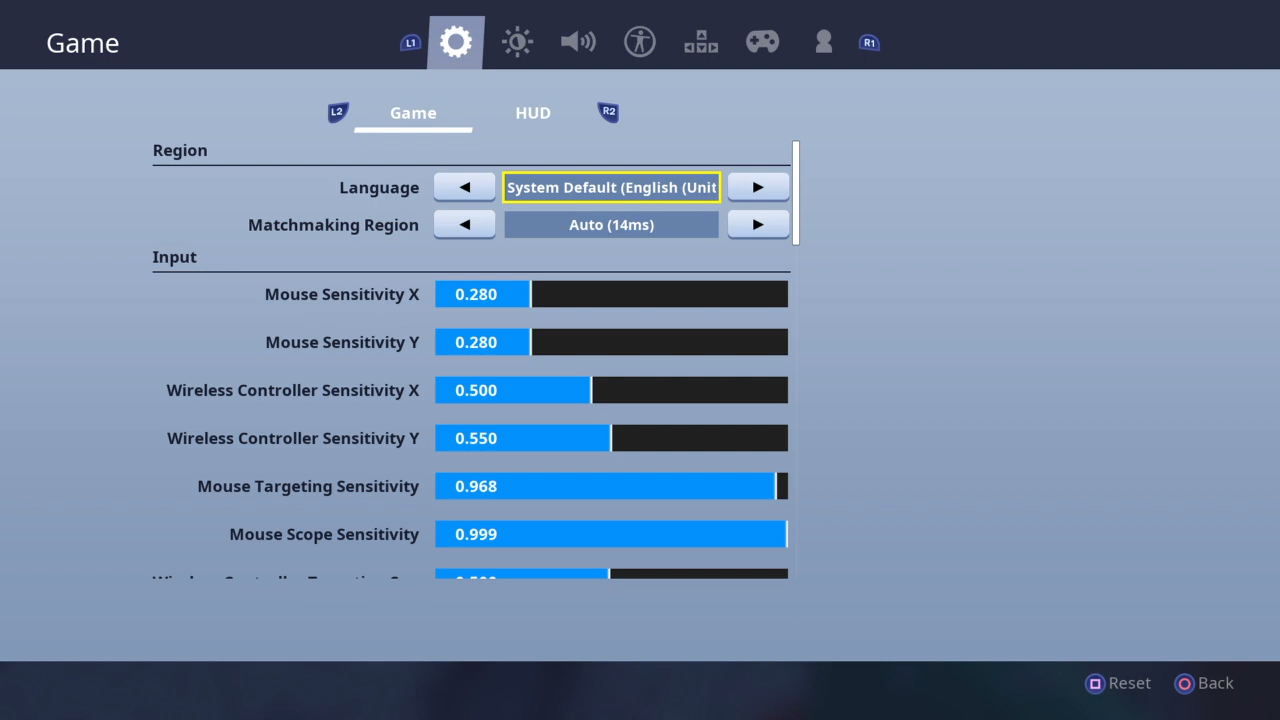 Game
L1
R1
L2
Game
HUD
R2
Region
Language
System Default (English (Unit
Matchmaking Region
Auto (14ms)
Input
Mouse Sensitivity X
0.280
Mouse Sensitivity Y
0.280
Wireless Controller Sensitivity X
0.500
Wireless Controller Sensitivity Y
0.550
Mouse Targeting Sensitivity
0.968
Mouse Scope Sensitivity
0.999
Reset
Back